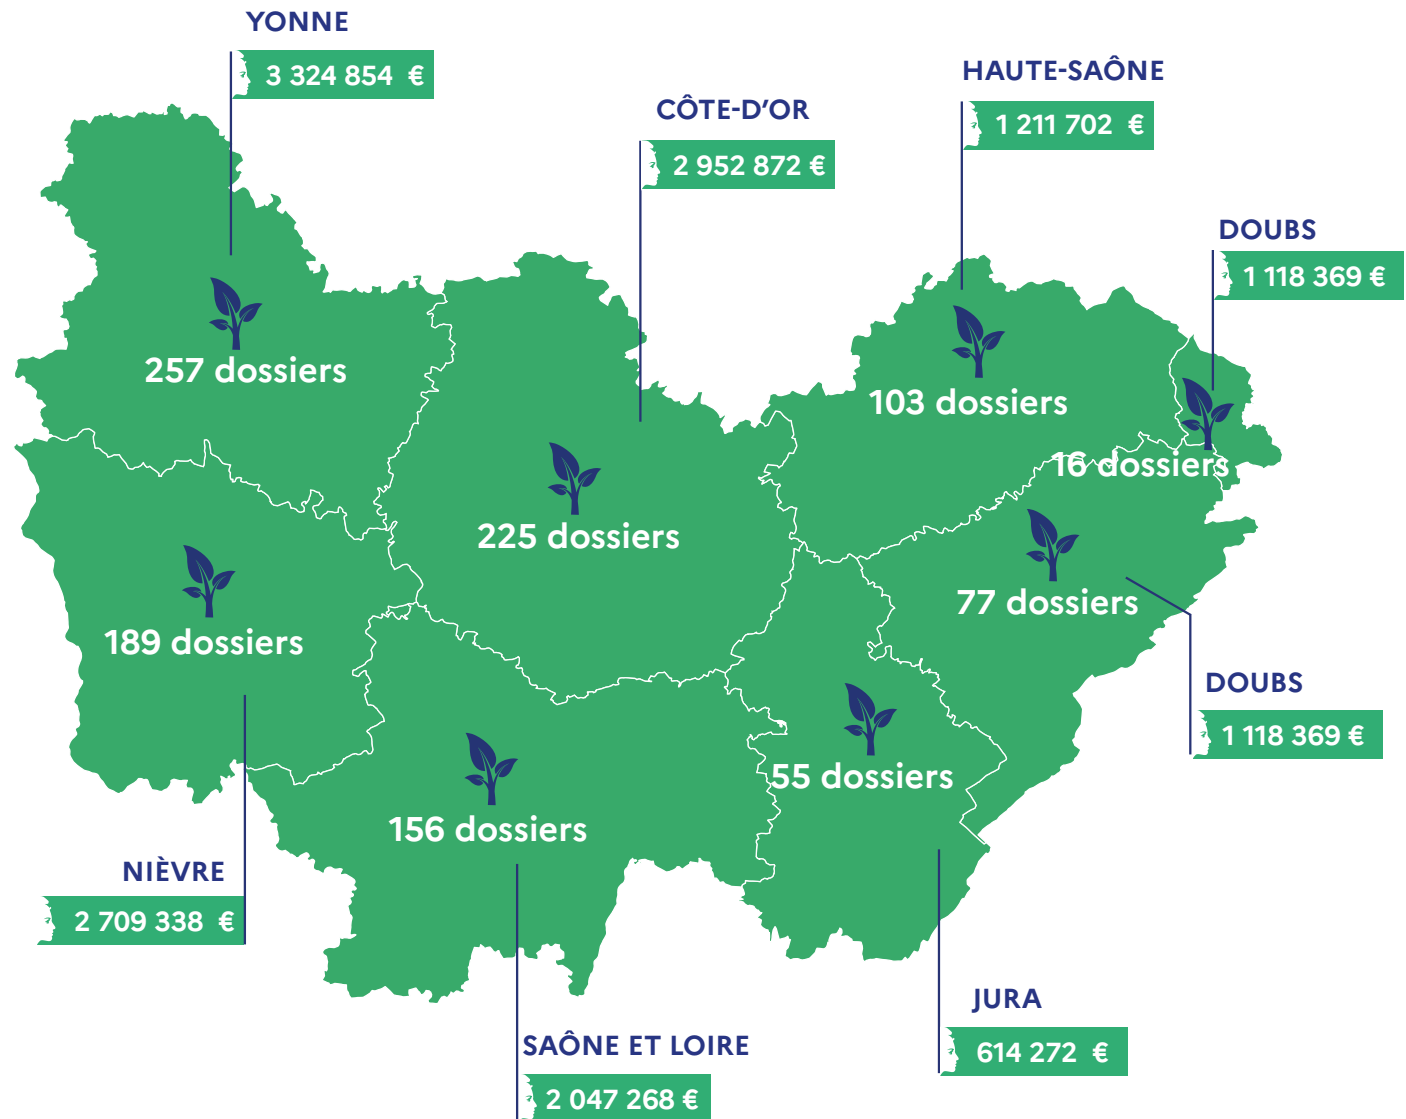 YONNE
3 324 854 €
HAUTE-SAÔNE
1 211 702 €
CÔTE-D'OR
2 952 872 €
DOUBS
1 118 369 €
257 dossiers
103 dossiers
16 dossiers
225 dossiers
77 dossiers
189 dossiers
DOUBS
1 118 369 €
55 dossiers
156 dossiers
NIÈVRE
2 709 338 €
JURA
614 272 €
SAÔNE ET LOIRE
2 047 268 €